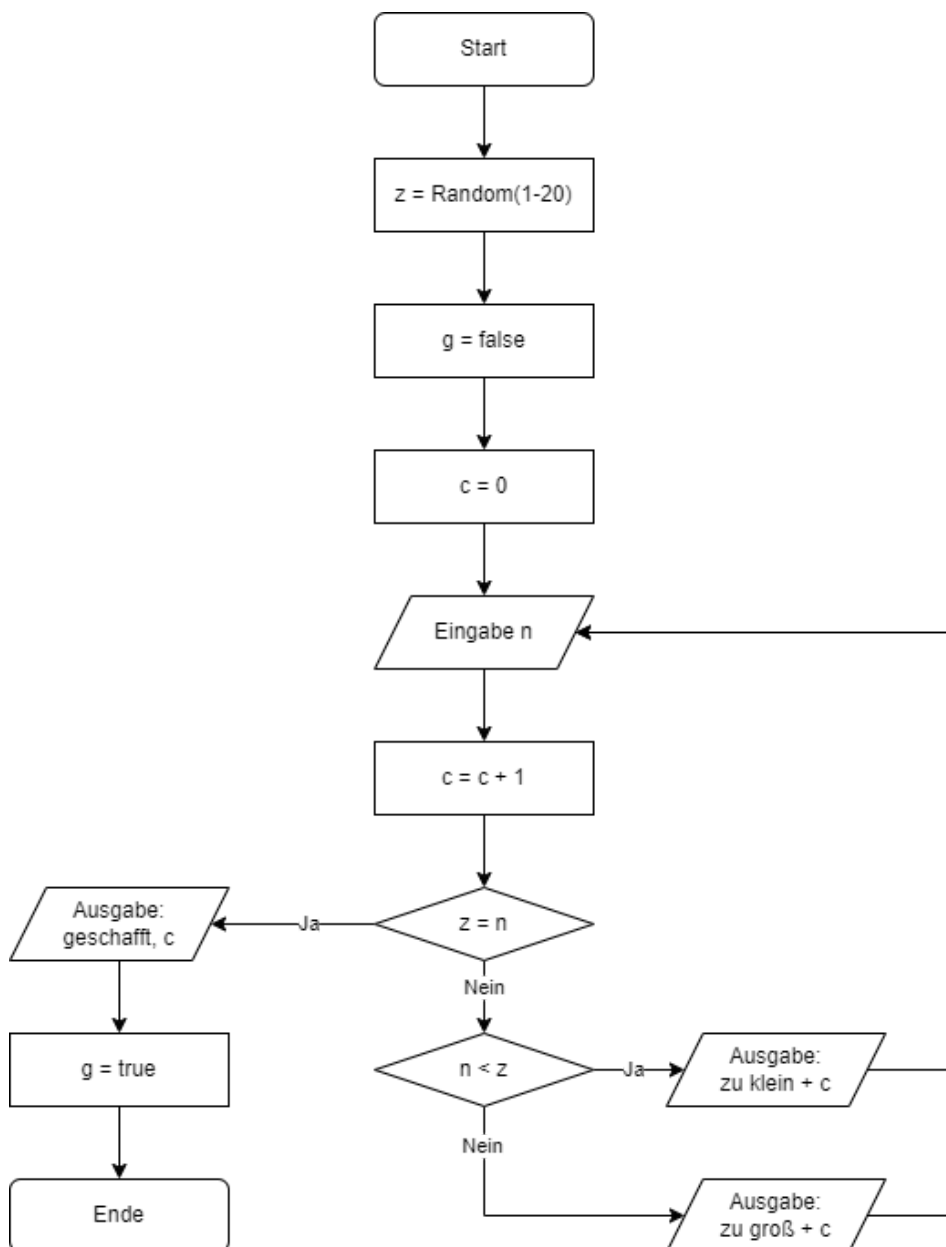 Start
z = Random(1-20)
g = false
c = 0
Eingabe n
c = c + 1
z = n
Ja
Ausgabe:
geschafft, c
g = true
Ende
Nein
n < z
Ja
Ausgabe:
zu klein + c
Nein
Ausgabe:
zu groß + c